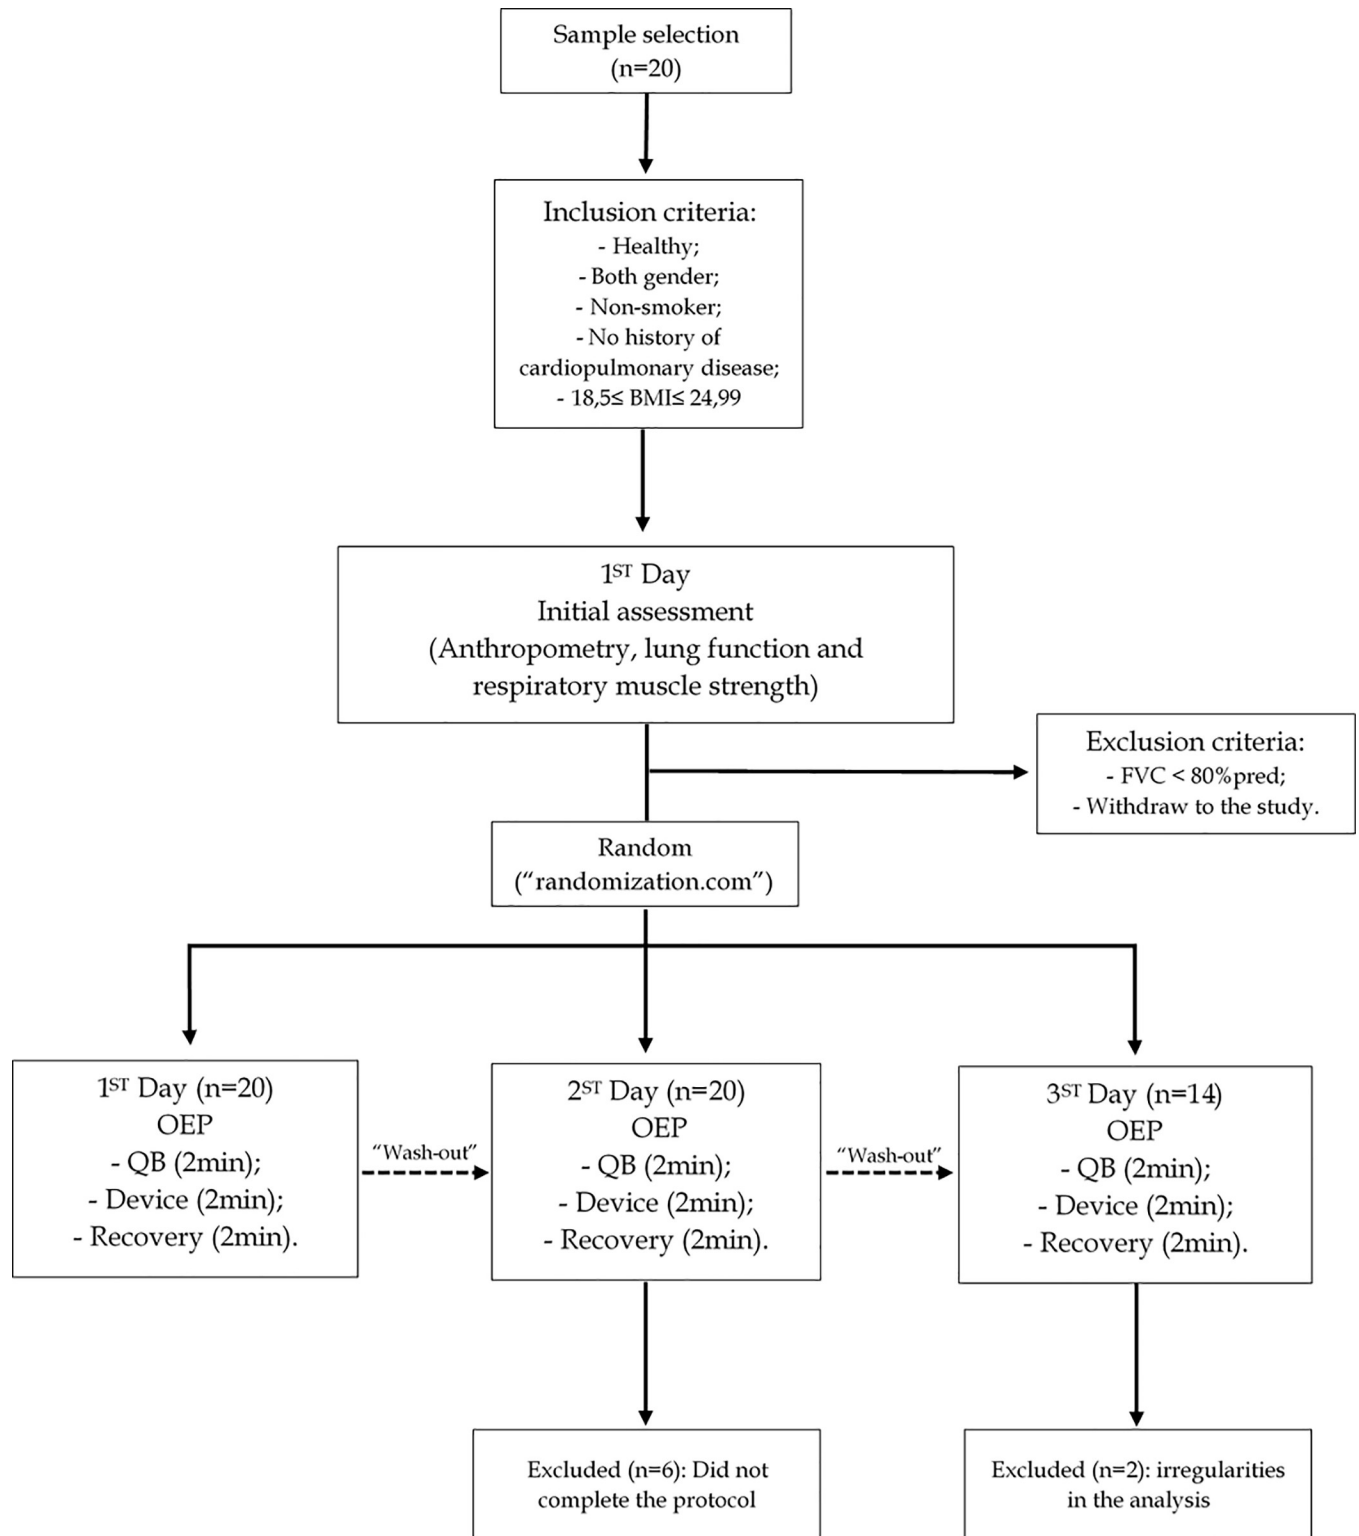 Sample selection
(n=20)
Inclusion criteria:
- Healthy;
- Both gender;
- Non-smoker;
- No history of
cardiopulmonary disease;
- 18,5≤ BMI≤ 24,99
1ST Day
Initial assessment
(Anthropometry, lung function and
respiratory muscle strength)
Exclusion criteria:
- FVC < 80%pred;
- Withdraw to the study.
Random
(“randomization.com”)
1ST Day (n=20)
OEP
- QB (2min);
- Device (2min);
- Recovery (2min).
“Wash-out”
2ST Day (n=20)
OEP
- QB (2min);
- Device (2min);
- Recovery (2min).
“Wash-out”
3ST Day (n=14)
OEP
- QB (2min);
- Device (2min);
- Recovery (2min).
Excluded (n=6): Did not
complete the protocol
Excluded (n=2): irregularities
in the analysis